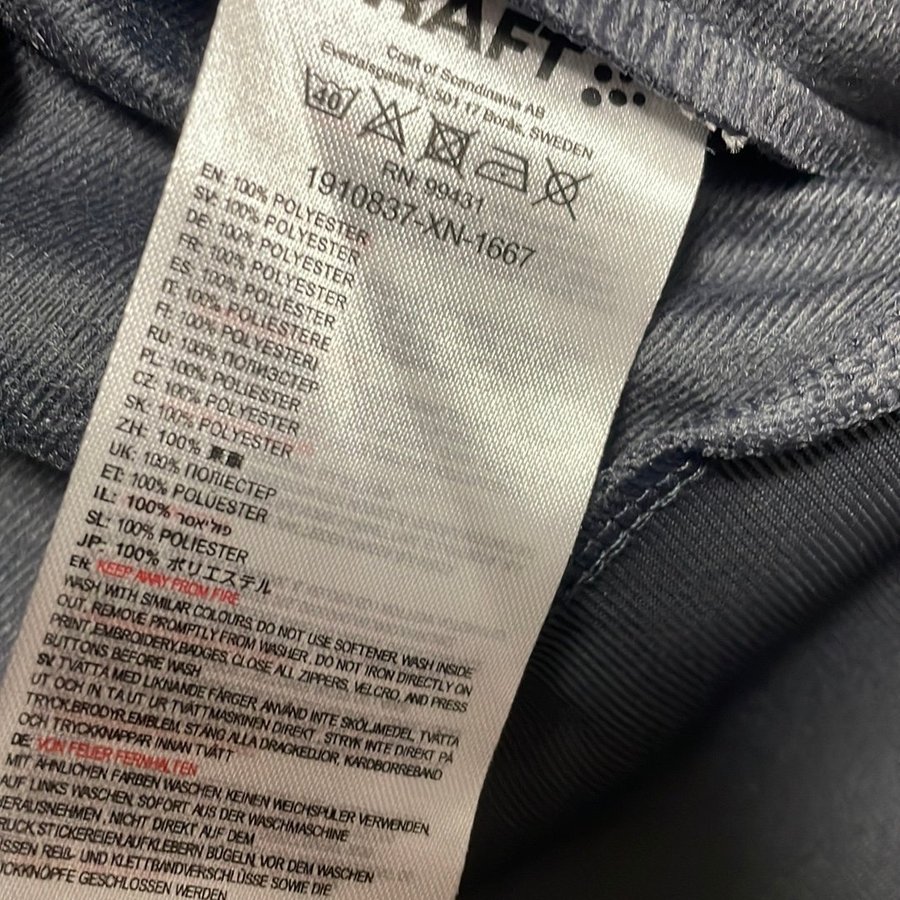 RAFT
Craft of Scandinavia AB
Evedalsgatan 5, 501 17 Borås, SWEDEN
40
RN: 99431
1910837-XN-1667
EN: 100% POLYESTER
SV: 100% POLYESTER
DE: 100% POLYESTER
FR: 100% POLYESTER
ES: 100% POLIESTER
IT: 100% POLIESTERE
FI: 100% POLYESTERI
RU: 100% ПОЛИЭСТЕР
PL: 100% POLIESTER
CZ: 100% POLYESTER
SK: 100% POLYESTER
ZH: 100%
UK: 100% ПОЛІЕСТЕР
ET: 100% POLUESTER
IL: 100% פוליאסר
SL: 100% POLIESTER
JP: 100% ポリエステル
EN: KEEP AWAY FROM FIRE
WASH WITH SIMILAR COLOURS, DO NOT USE SOFTENER, WASH INSIDE
OUT, REMOVE PROMPTLY FROM WASHER, DO NOT IRON DIRECTLY ON
PRINT,EMBROIDERY,BADGES, CLOSE ALL ZIPPERS, VELCRO, AND PRESS
BUTTONS BEFORE WASH
SV: TVÄTTA MED LIKNANDE FÄRGER, ANVÄND INTE SKÖLJMEDEL, TVÄTTA
UT OCH IN TA UT UR TVÄTTMASKINEN DIREKT, STRYK INTE DIREKT PÅ
TRYCK,BRODYR,EMBLEM, STÄNG ALLA DRAGKEDJOR, KARDBORREBAND
OCH TRYCKKNÄPPAR INNAN TVÄTT
DE: VON FEUER FERNHALTEN
MIT ÄHNLICHEN FARBEN WASCHEN, KEINEN WEICHSPÜLER VERWENDEN,
AUF LINKS WASCHEN, SOFORT AUS DER WASCHMASCHINE
HERAUSNEHMEN, NICHT DIREKT AUF DEM
RUCK,STICKEREIEN,AUFKLEBERN BÜGELN, VOR DEM WASCHEN
ÜSSEN REIß- UND KLETTBANDVERSCHLÜSSE SOWIE DIE
ICKKNÖPFE GESCHLOSSEN WERDEN